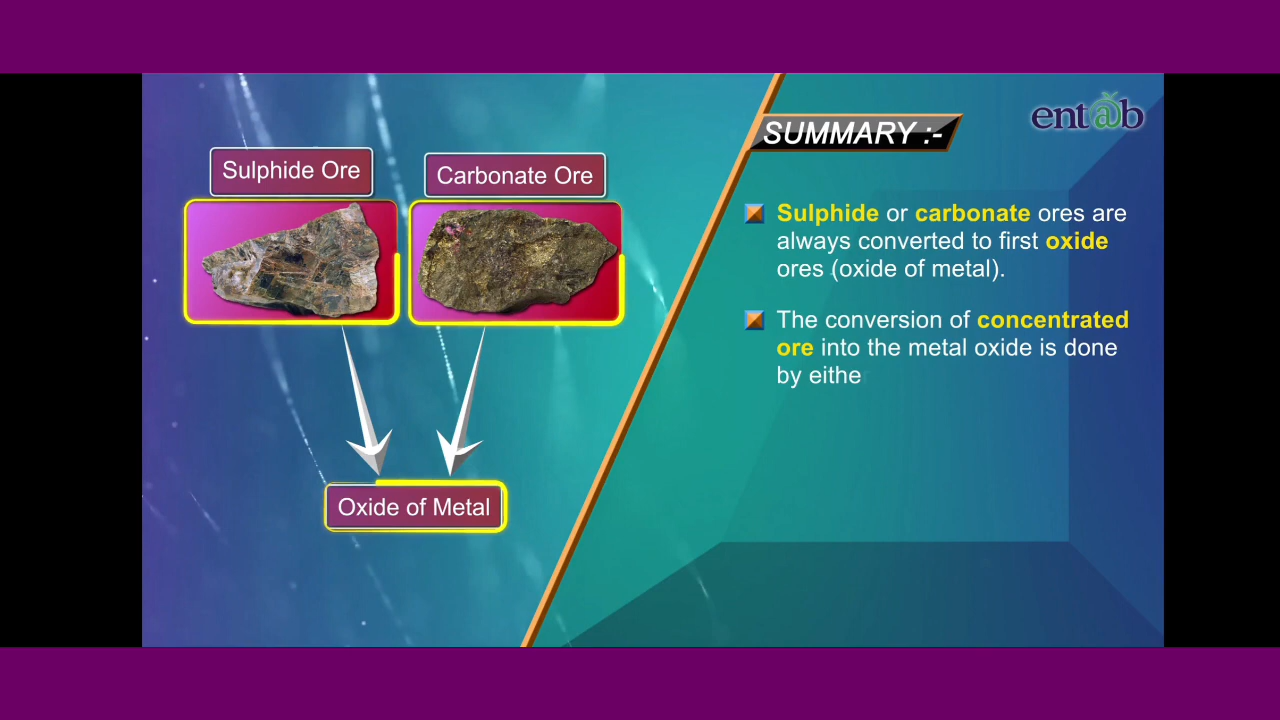 Sulphide Ore
Carbonate Ore
Oxide of Metal
SUMMARY :-
entab
Sulphide or carbonate ores are
always converted to first oxide
ores (oxide of metal).
The conversion of concentrated
ore into the metal oxide is done
by eithe